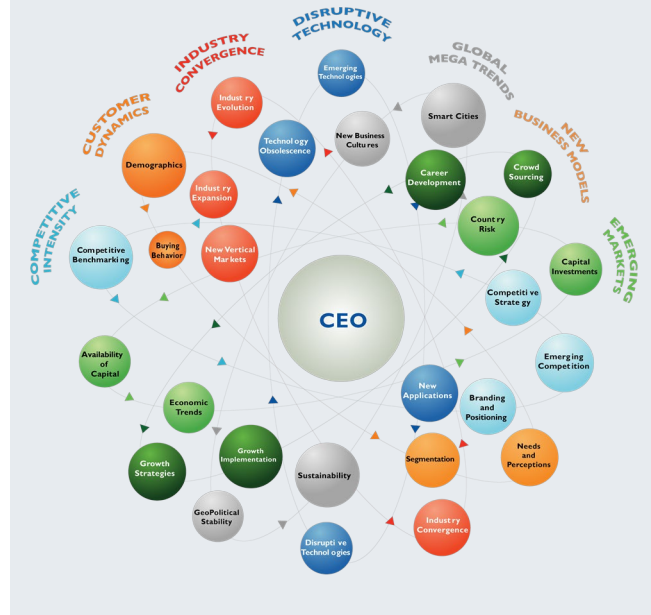 DISRUPTIVE
TECHNOLOGY
INDUSTRY
CONVERGENCE
GLOBAL
MEGA TRENDS
CUSTOMER
DYNAMICS
NEW
BUSINESS MODELS
COMPETITIVE
INTENSITY
EMERGING
MARKETS
Emerging
Technologies
Industry
Evolution
Smart Cities
Technology
Obsolescence
New Business
Cultures
Demographics
Career
Development
Crowd
Sourcing
Industry
Expansion
Country
Risk
Competitive
Benchmarking
Buying
Behavior
New Vertical
Markets
Capital
Investments
Competitive
Strategy
CEO
Availability
of
Capital
Emerging
Competition
New
Applications
Branding
and
Positioning
Economic
Trends
Growth
Strategies
Growth
Implementation
Sustainability
Segmentation
Needs
and
Perceptions
GeoPolitical
Stability
Disruptive
Technologies
Industry
Convergence